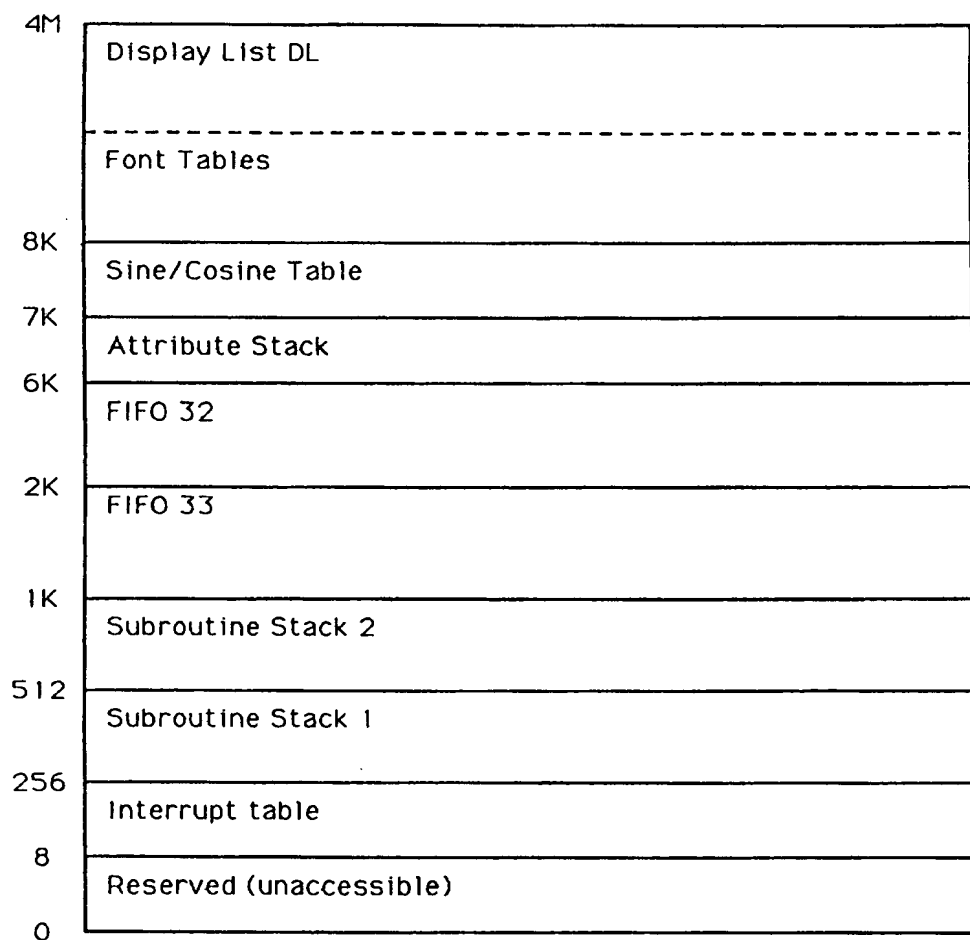 4M
Display List DL
Font Tables
8K
Sine/Cosine Table
7K
Attribute Stack
6K
FIFO 32
2K
FIFO 33
1K
Subroutine Stack 2
512
Subroutine Stack 1
256
Interrupt table
8
Reserved (unaccessible)
0